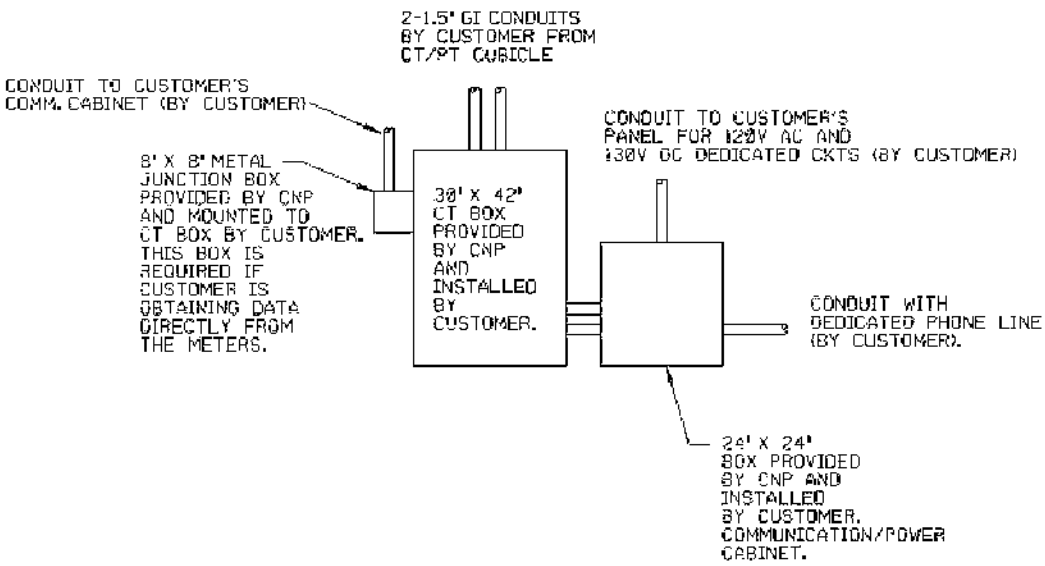 2-1.5" GI CONDUITS
BY CUSTOMER FROM
CT/PT CUBICLE
CONDUIT TO CUSTOMER'S
COMM. CABINET (BY CUSTOMER)
CONDUIT TO CUSTOMER'S
PANEL FOR 120V AC AND
130V DC DEDICATED CKTS (BY CUSTOMER)
8" X 8" METAL
JUNCTION BOX
PROVIDED BY CNP
AND MOUNTED TO
CT BOX BY CUSTOMER.
THIS BOX IS
REQUIRED IF
CUSTOMER IS
OBTAINING DATA
DIRECTLY FROM
THE METERS.
30" X 42"
CT BOX
PROVIDED
BY CNP
AND
INSTALLED
BY
CUSTOMER.
CONDUIT WITH
DEDICATED PHONE LINE
(BY CUSTOMER).
24" X 24"
BOX PROVIDED
BY CNP AND
INSTALLED
BY CUSTOMER.
COMMUNICATION/POWER
CABINET.